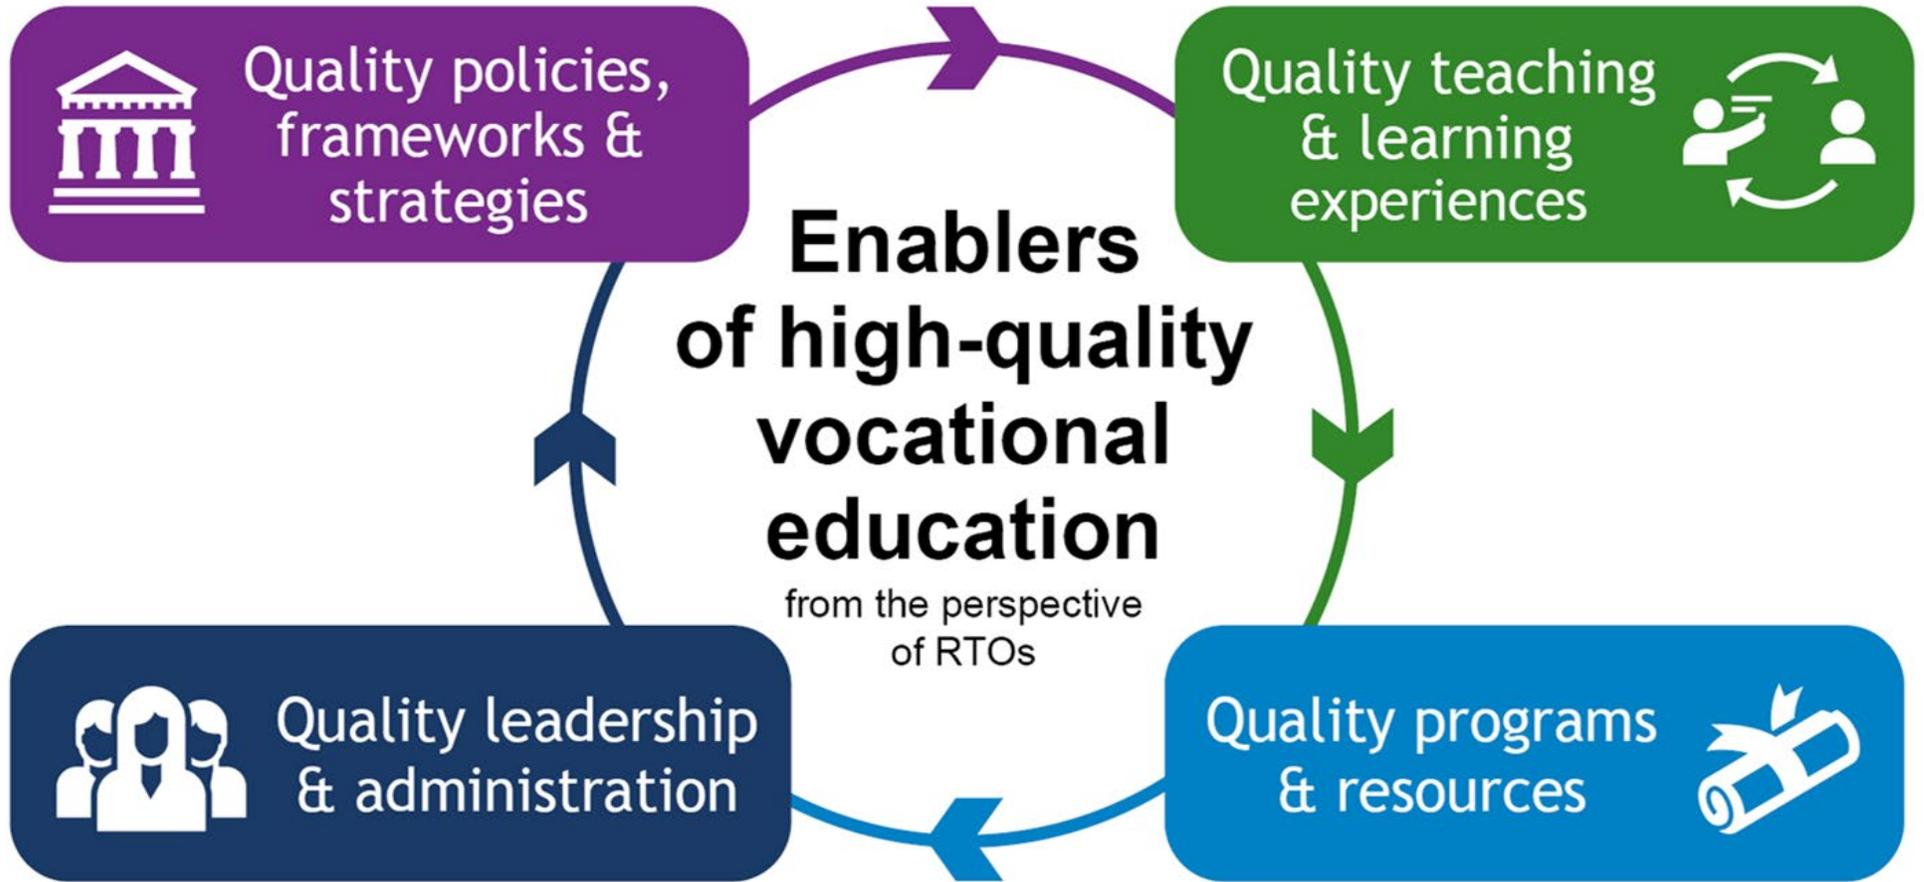 Quality policies,
frameworks &
strategies
Quality teaching
& learning
experiences
Enablers
of high-quality
vocational
education
from the perspective
of RTOs
Quality leadership
& administration
Quality programs
& resources